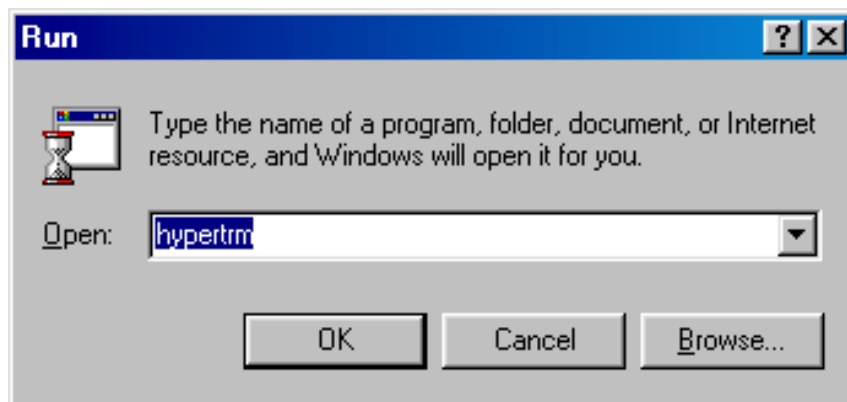 Run
Type the name of a program, folder, document, or Internet
resource, and Windows will open it for you.
Open: hypertrm
OK Cancel Browse...